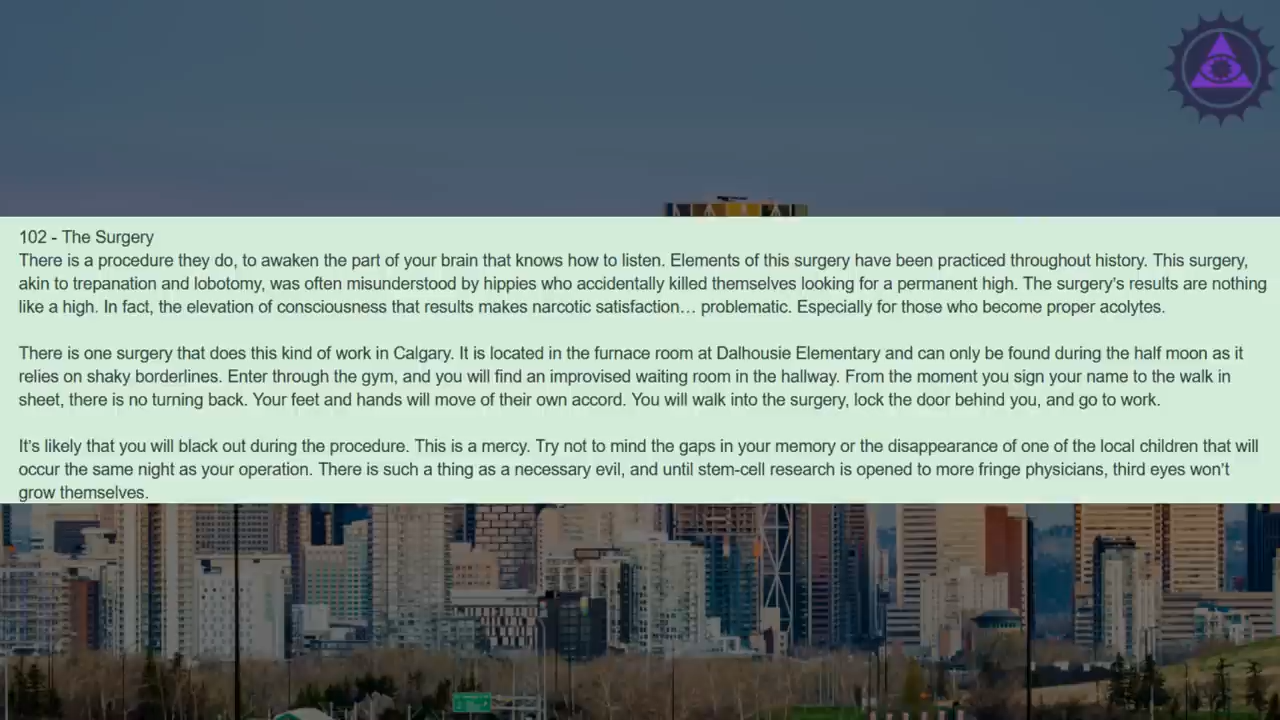 102 - The Surgery
There is a procedure they do, to awaken the part of your brain that knows how to listen. Elements of this surgery have been practiced throughout history. This surgery,
akin to trepanation and lobotomy, was often misunderstood by hippies who accidentally killed themselves looking for a permanent high. The surgery's results are nothing
like a high. In fact, the elevation of consciousness that results makes narcotic satisfaction… problematic. Especially for those who become proper acolytes.
There is one surgery that does this kind of work in Calgary. It is located in the furnace room at Dalhousie Elementary and can only be found during the half moon as it
relies on shaky borderlines. Enter through the gym, and you will find an improvised waiting room in the hallway. From the moment you sign your name to the walk in
sheet, there is no turning back. Your feet and hands will move of their own accord. You will walk into the surgery, lock the door behind you, and go to work.
It's likely that you will black out during the procedure. This is a mercy. Try not to mind the gaps in your memory or the disappearance of one of the local children that will
occur the same night as your operation. There is such a thing as a necessary evil, and until stem-cell research is opened to more fringe physicians, third eyes won't
grow themselves.